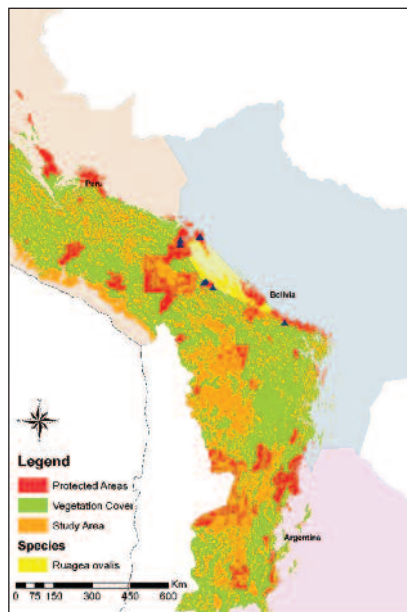 Peru
Bolivia
Legend
Protected Areas
Vegetation Cover
Study Area
Species
Ruagea ovalis
Argentina
Km
0 75 150 300 450 600